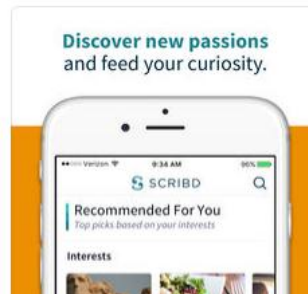 Discover new passions
and feed your curiosity.
Verizon 9:34 AM 96%
SCRIBD
Recommended For You
Top picks based on your interests
Interests